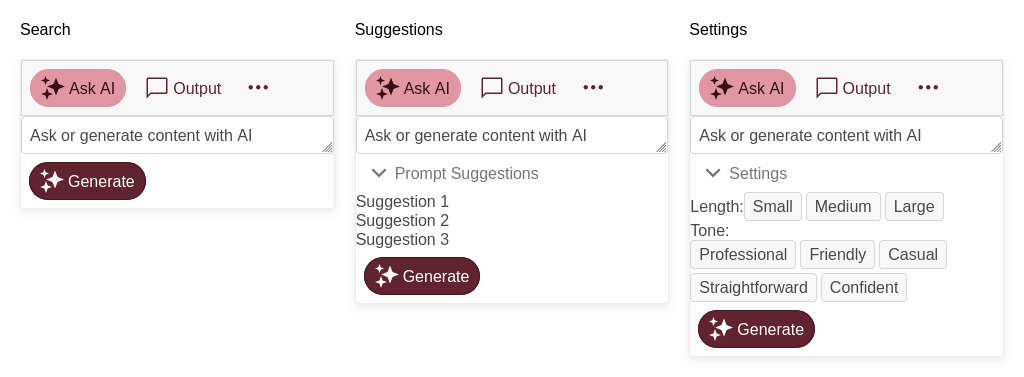 Search
Ask AI Output
Ask or generate content with AI
Generate
Suggestions
Ask AI Output
Ask or generate content with AI
Prompt Suggestions
Suggestion 1
Suggestion 2
Suggestion 3
Generate
Settings
Ask AI Output
Ask or generate content with AI
Settings
Length: Small Medium Large
Tone:
Professional Friendly Casual
Straightforward Confident
Generate